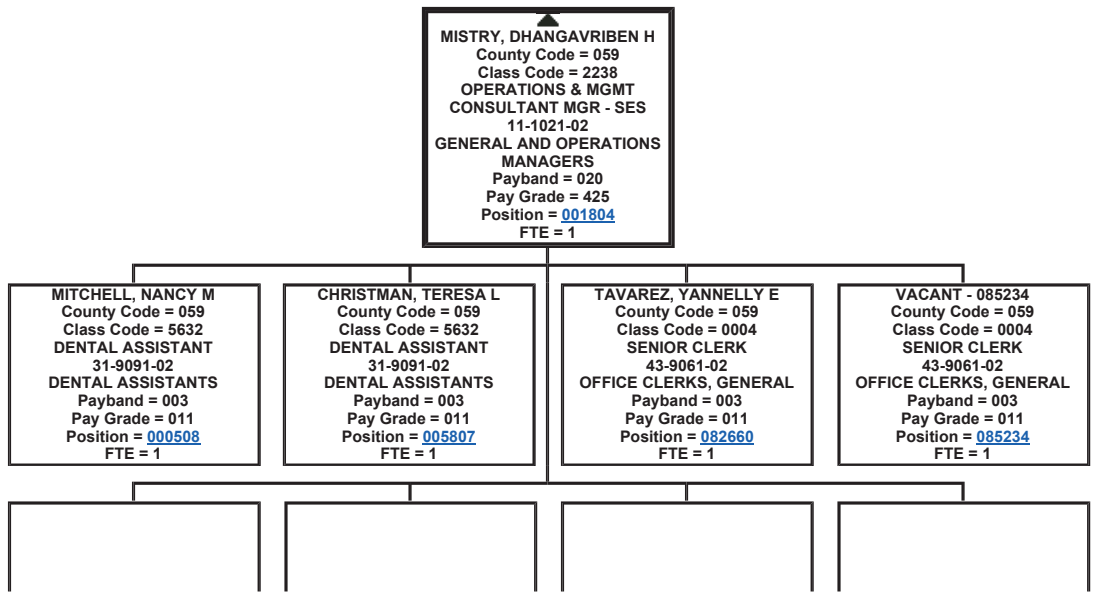 MISTRY, DHANGAVRIBEN H
County Code = 059
Class Code = 2238
OPERATIONS & MGMT
CONSULTANT MGR - SES
11-1021-02
GENERAL AND OPERATIONS
MANAGERS
Payband = 020
Pay Grade = 425
Position = 001804
FTE = 1
MITCHELL, NANCY M
County Code = 059
Class Code = 5632
DENTAL ASSISTANT
31-9091-02
DENTAL ASSISTANTS
Payband = 003
Pay Grade = 011
Position = 000508
FTE = 1
CHRISTMAN, TERESA L
County Code = 059
Class Code = 5632
DENTAL ASSISTANT
31-9091-02
DENTAL ASSISTANTS
Payband = 003
Pay Grade = 011
Position = 005807
FTE = 1
TAVAREZ, YANNELLY E
County Code = 059
Class Code = 0004
SENIOR CLERK
43-9061-02
OFFICE CLERKS, GENERAL
Payband = 003
Pay Grade = 011
Position = 082660
FTE = 1
VACANT - 085234
County Code = 059
Class Code = 0004
SENIOR CLERK
43-9061-02
OFFICE CLERKS, GENERAL
Payband = 003
Pay Grade = 011
Position = 085234
FTE = 1